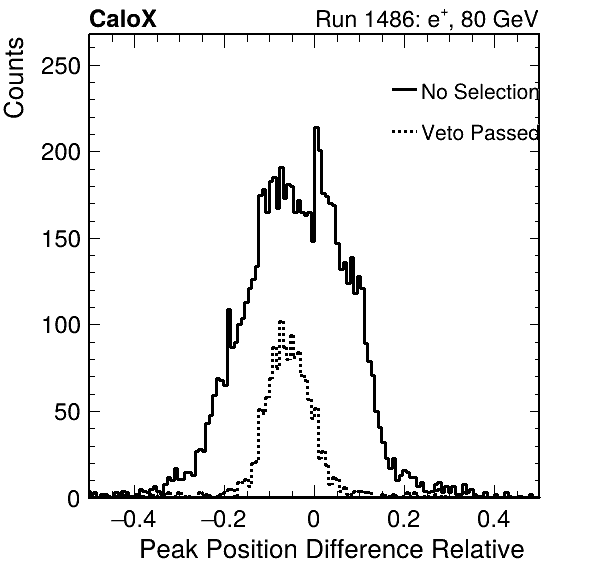 CaloX Run 1486: e⁺, 80 GeV
Counts
No Selection
Veto Passed
250
200
150
100
50
0
−0.4 −0.2 0 0.2 0.4
Peak Position Difference Relative